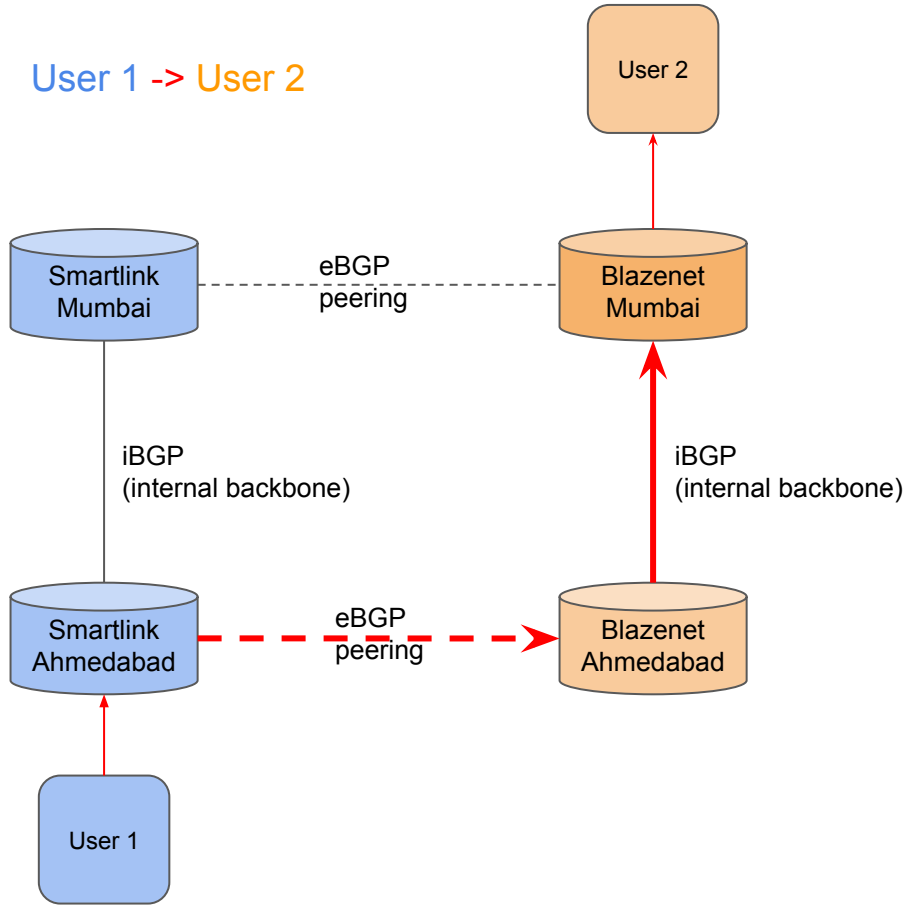 User 1 -> User 2
User 2
Smartlink
Mumbai
eBGP
peering
Blazenet
Mumbai
iBGP
(internal backbone)
iBGP
(internal backbone)
Smartlink
Ahmedabad
eBGP
peering
Blazenet
Ahmedabad
User 1